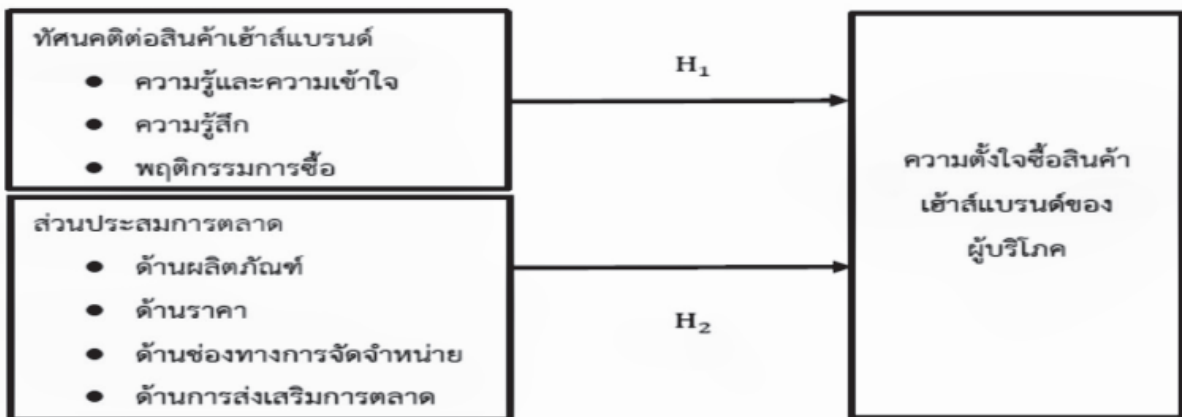 ทัศนคติต่อสินค้าเฮ้าส์แบรนด์
● ความรู้และความเข้าใจ
● ความรู้สึก
● พฤติกรรมการซื้อ
ส่วนประสมการตลาด
● ด้านผลิตภัณฑ์
● ด้านราคา
● ด้านช่องทางการจัดจำหน่าย
● ด้านการส่งเสริมการตลาด
H₁
H₂
ความตั้งใจซื้อสินค้า
เฮ้าส์แบรนด์ของ
ผู้บริโภค